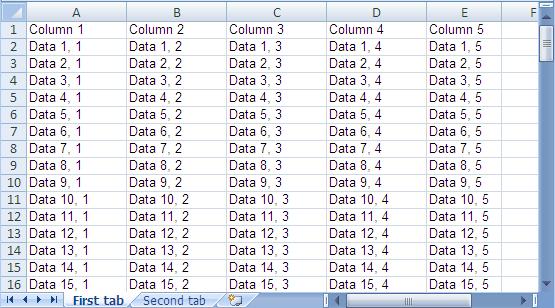 A B C D E F
1 Column 1 Column 2 Column 3 Column 4 Column 5
2 Data 1, 1 Data 1, 2 Data 1, 3 Data 1, 4 Data 1, 5
3 Data 2, 1 Data 2, 2 Data 2, 3 Data 2, 4 Data 2, 5
4 Data 3, 1 Data 3, 2 Data 3, 3 Data 3, 4 Data 3, 5
5 Data 4, 1 Data 4, 2 Data 4, 3 Data 4, 4 Data 4, 5
6 Data 5, 1 Data 5, 2 Data 5, 3 Data 5, 4 Data 5, 5
7 Data 6, 1 Data 6, 2 Data 6, 3 Data 6, 4 Data 6, 5
8 Data 7, 1 Data 7, 2 Data 7, 3 Data 7, 4 Data 7, 5
9 Data 8, 1 Data 8, 2 Data 8, 3 Data 8, 4 Data 8, 5
10 Data 9, 1 Data 9, 2 Data 9, 3 Data 9, 4 Data 9, 5
11 Data 10, 1 Data 10, 2 Data 10, 3 Data 10, 4 Data 10, 5
12 Data 11, 1 Data 11, 2 Data 11, 3 Data 11, 4 Data 11, 5
13 Data 12, 1 Data 12, 2 Data 12, 3 Data 12, 4 Data 12, 5
14 Data 13, 1 Data 13, 2 Data 13, 3 Data 13, 4 Data 13, 5
15 Data 14, 1 Data 14, 2 Data 14, 3 Data 14, 4 Data 14, 5
16 Data 15, 1 Data 15, 2 Data 15, 3 Data 15, 4 Data 15, 5
First tab Second tab